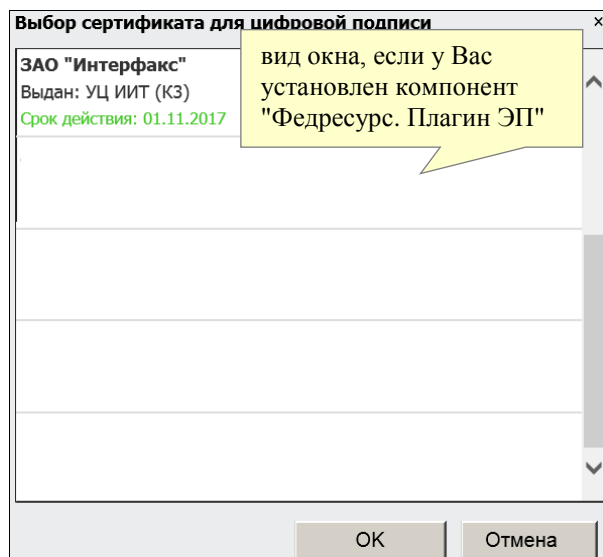 Выбор сертификата для цифровой подписи
×
ЗАО "Интерфакс"
Выдан: УЦ ИИТ (К3)
Срок действия: 01.11.2017
вид окна, если у Вас
установлен компонент
"Федресурс. Плагин ЭП"
OK
Отмена